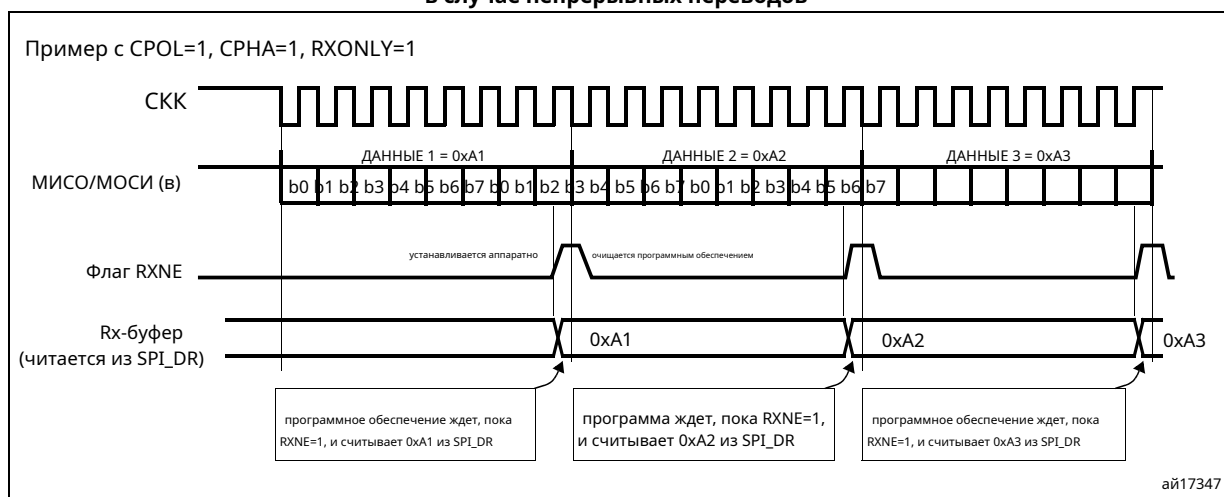 в случае непрерывных переводов
Пример с CPOL=1, CPHA=1, RXONLY=1
СКК
ДАННЫЕ 1 = 0xA1
ДАННЫЕ 2 = 0xA2
ДАННЫЕ 3 = 0xA3
МИСО/МОСИ (в)
b0 b1 b2 b3 b4 b5 b6 b7 b0 b1 b2 b3 b4 b5 b6 b7 b0 b1 b2 b3 b4 b5 b6 b7
устанавливается аппаратно
очищается программным обеспечением
Флаг RXNE
Rx-буфер
(читается из SPI_DR)
0xA1
0xA2
0xA3
программное обеспечение ждет, пока
RXNE=1, и считывает 0xA1 из SPI_DR
программа ждет, пока RXNE=1,
и считывает 0xA2 из SPI_DR
программное обеспечение ждет, пока
RXNE=1, и считывает 0xA3 из SPI_DR
ай17347